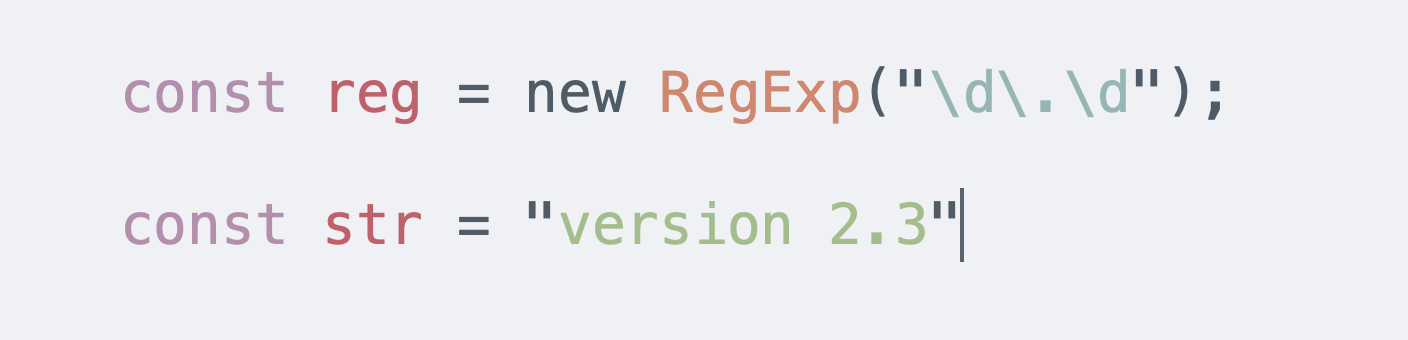 const reg = new RegExp("\d\.\d");
const str = "version 2.3"